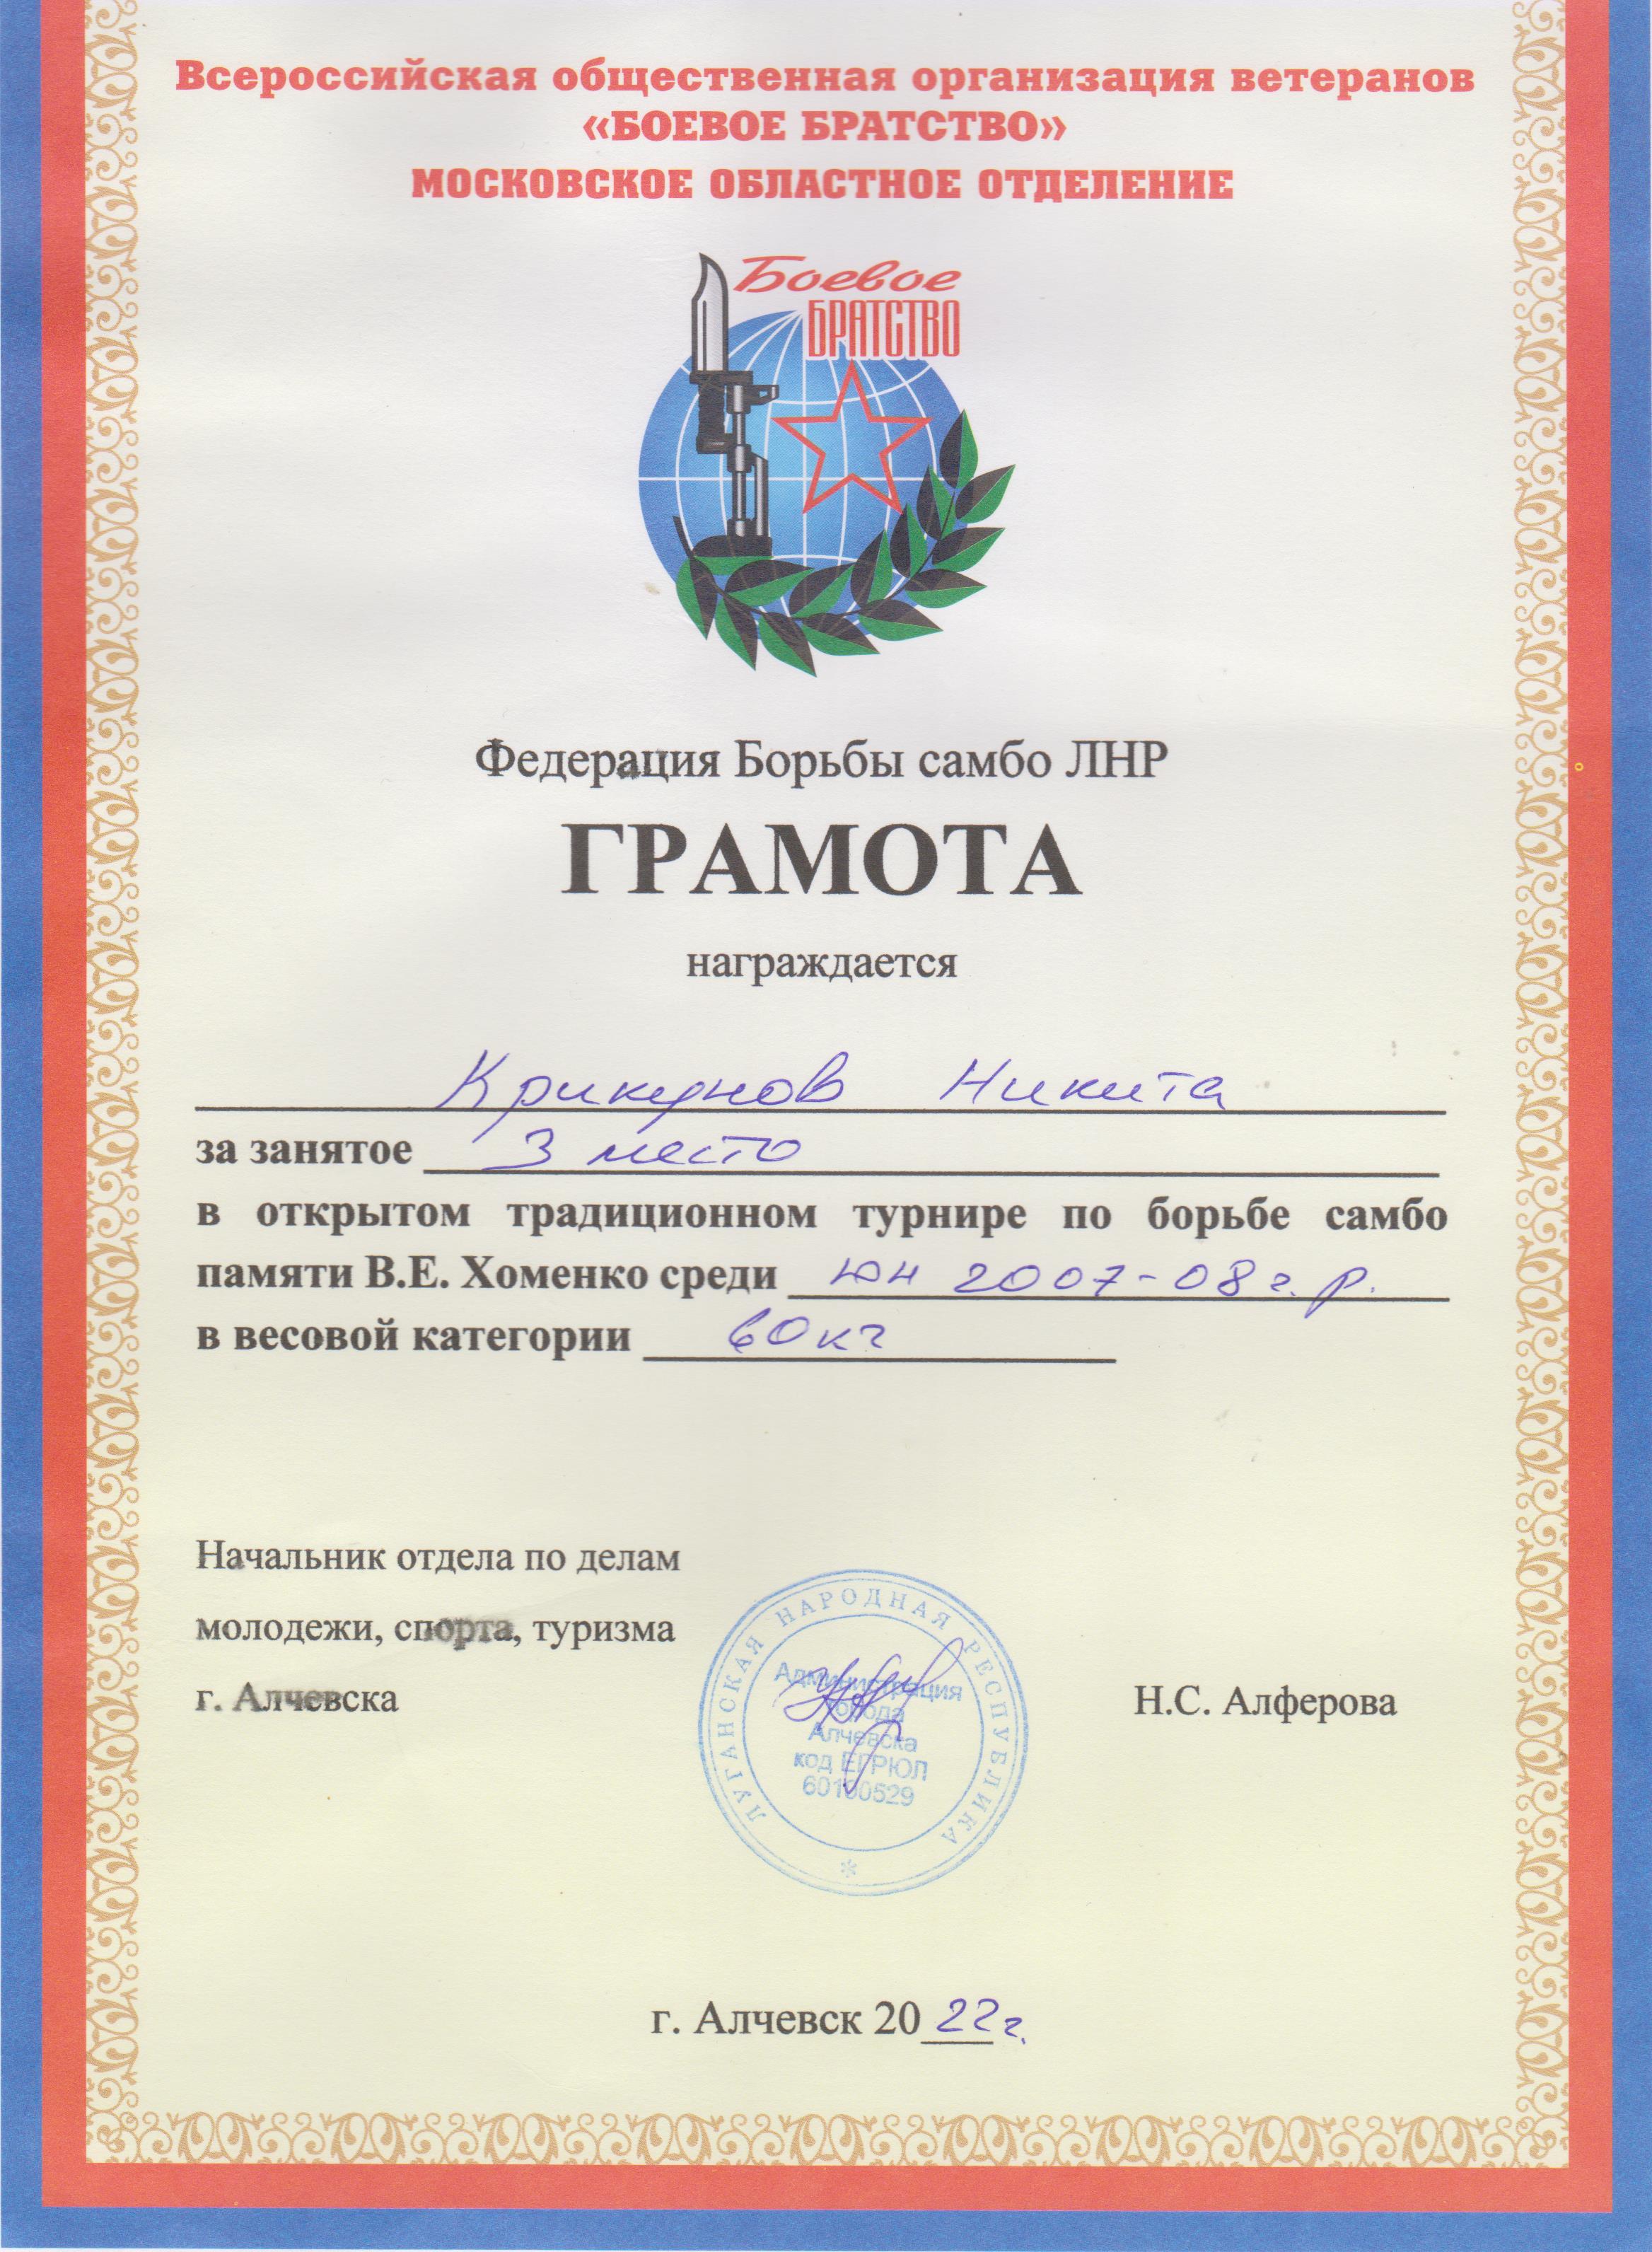 Всероссийская общественная организация ветеранов
«БОЕВОЕ БРАТСТВО»
МОСКОВСКОЕ ОБЛАСТНОЕ ОТДЕЛЕНИЕ
Боевое
БРАТСТВО
Федерация Борьбы самбо ЛНР
ГРАМОТА
награждается
Крикунов Никита
за занятое 3 место
в открытом традиционном турнире по борьбе самбо
памяти В.Е. Хоменко среди юн 2007-08 г.р.
в весовой категории 60кг
Начальник отдела по делам
молодежи, спорта, туризма
г. Алчевска
Н.С. Алферова
ЛУГАНСКАЯ НАРОДНАЯ РЕСПУБЛИКА
Администрация
города
Алчевска
код ЕГРЮЛ
60100529
г. Алчевск 2022г.